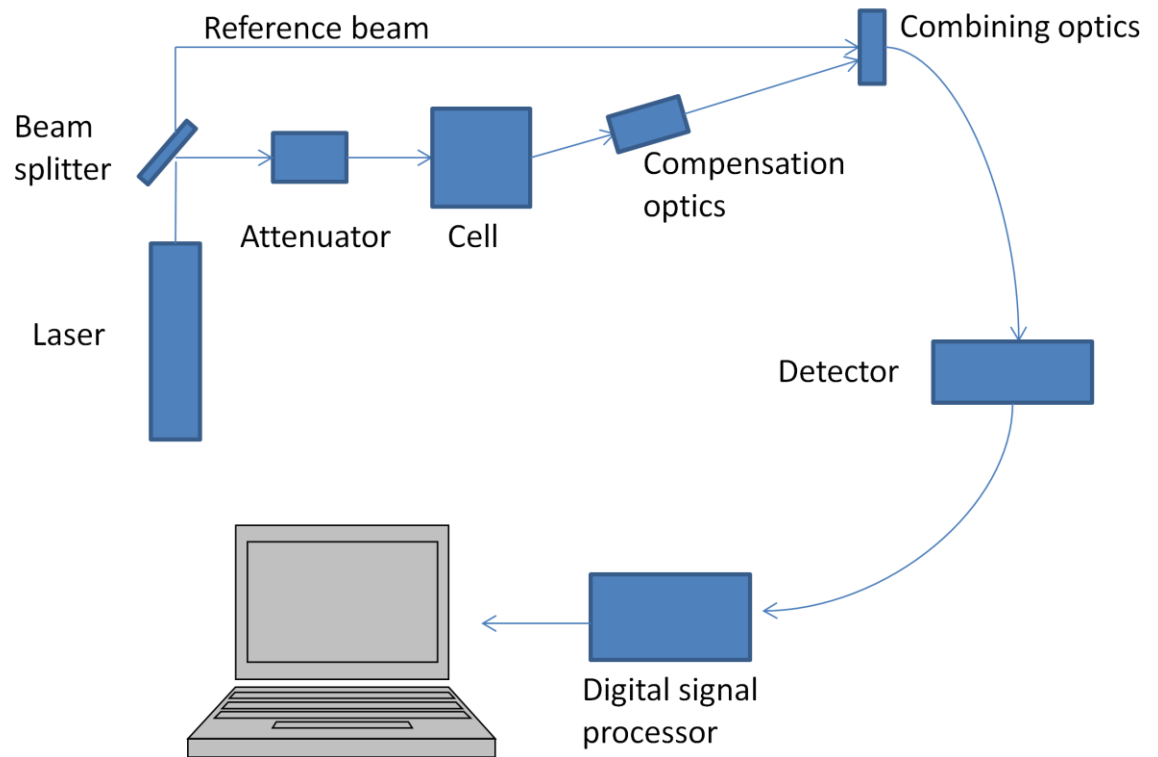 Reference beam
Combining optics
Beam
splitter
Compensation
optics
Attenuator
Cell
Laser
Detector
Digital signal
processor